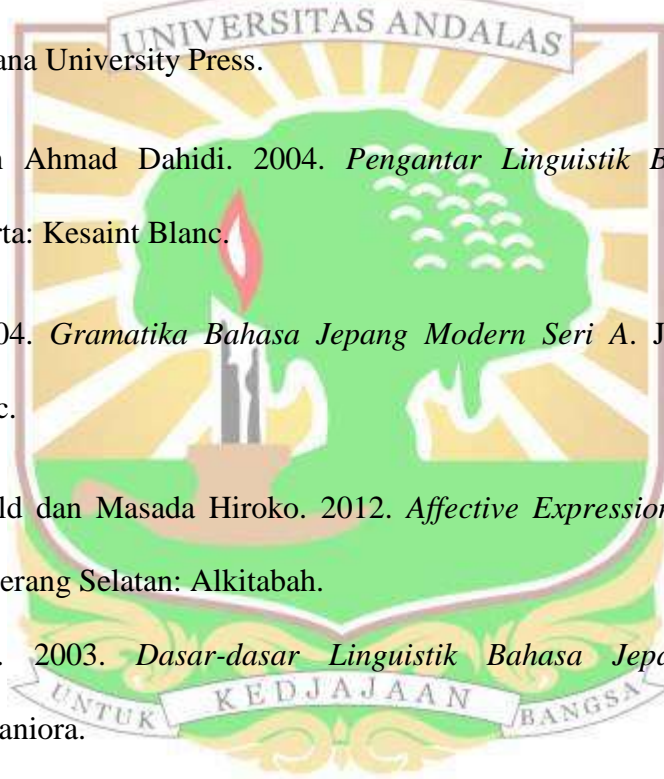 UNIVERSITAS ANDALAS
ana University Press.
n Ahmad Dahidi. 2004. Pengantar Linguistik B
rta: Kesaint Blanc.
04. Gramatika Bahasa Jepang Modern Seri A. J
c.
ld dan Masada Hiroko. 2012. Affective Expression
erang Selatan: Alkitabah.
. 2003. Dasar-dasar Linguistik Bahasa Jepa
UNTUK KEDJAJAAN BANGSA
aniora.